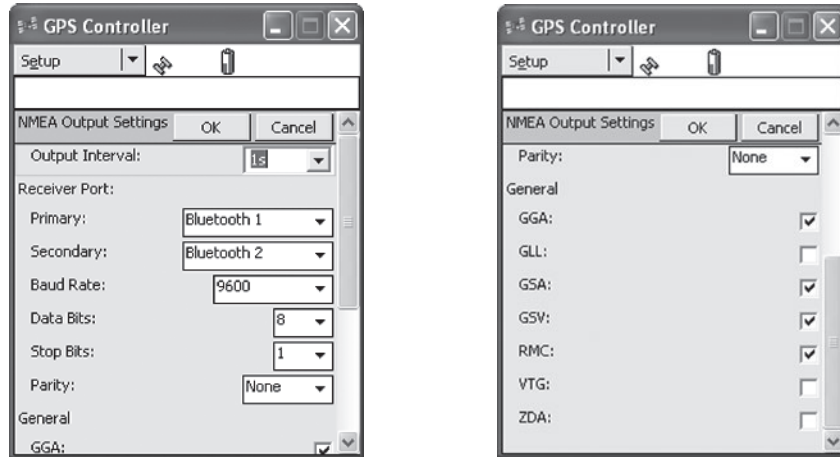 GPS Controller
Setup
NMEA Output Settings OK Cancel
Output Interval: 1s
Receiver Port:
Primary: Bluetooth 1
Secondary: Bluetooth 2
Baud Rate: 9600
Data Bits: 8
Stop Bits: 1
Parity: None
General
GGA:
GPS Controller
Setup
NMEA Output Settings OK Cancel
Parity: None
General
GGA:
GLL:
GSA:
GSV:
RMC:
VTG:
ZDA: